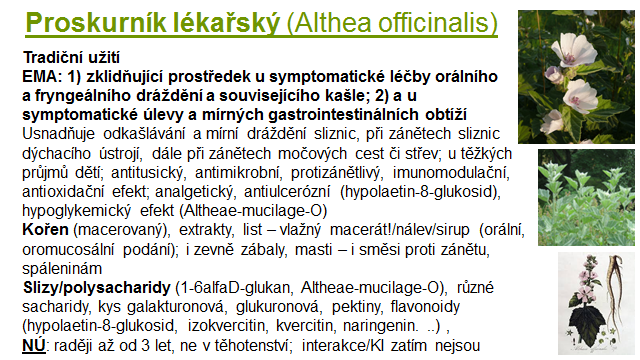 Proskurník lékařský (Althea officinalis)
Tradiční užití
EMA: 1) zklidňující prostředek u symptomatické léčby orálního
a fryngeálního dráždění a souvisejícího kašle; 2) a u
symptomatické úlevy a mírných gastrointestinálních obtíží
Usnadňuje odkašlávání a mírní dráždění sliznic, při zánětech sliznic
dýchacího ústrojí, dále při zánětech močových cest či střev; u těžkých
průjmů dětí; antitusický, antimikrobní, protizánětlivý, imunomodulační,
antioxidační efekt; analgetický, antiulcerózní (hypolaetin-8-glukosid),
hypoglykemický efekt (Altheae-mucilage-O)
Kořen (macerovaný), extrakty, list – vlažný macerát!/nálev/sirup (orální,
oromucosální podání); i zevně zábaly, masti – i směsi proti zánětu,
spáleninám
Slizy/polysacharidy (1-6alfaD-glukan, Altheae-mucilage-O), různé
sacharidy, kys galakturonová, glukuronová, pektiny, flavonoidy
(hypolaetin-8-glukosid, izokvercitin, kvercitin, naringenin. ..) ,
NÚ: raději až od 3 let, ne v těhotenství; interakce/KI zatím nejsou